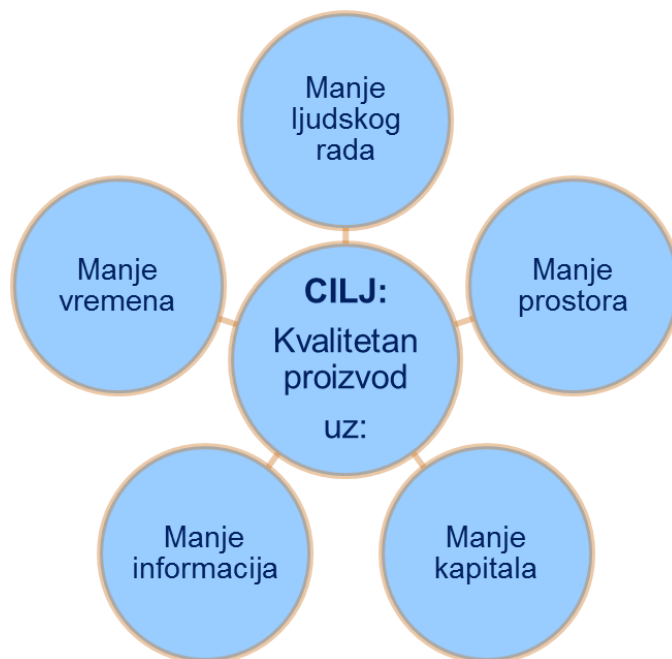 Manje
ljudskog
rada
Manje
vremena
CILJ:
Kvalitetan
proizvod
uz:
Manje
prostora
Manje
informacija
Manje
kapitala